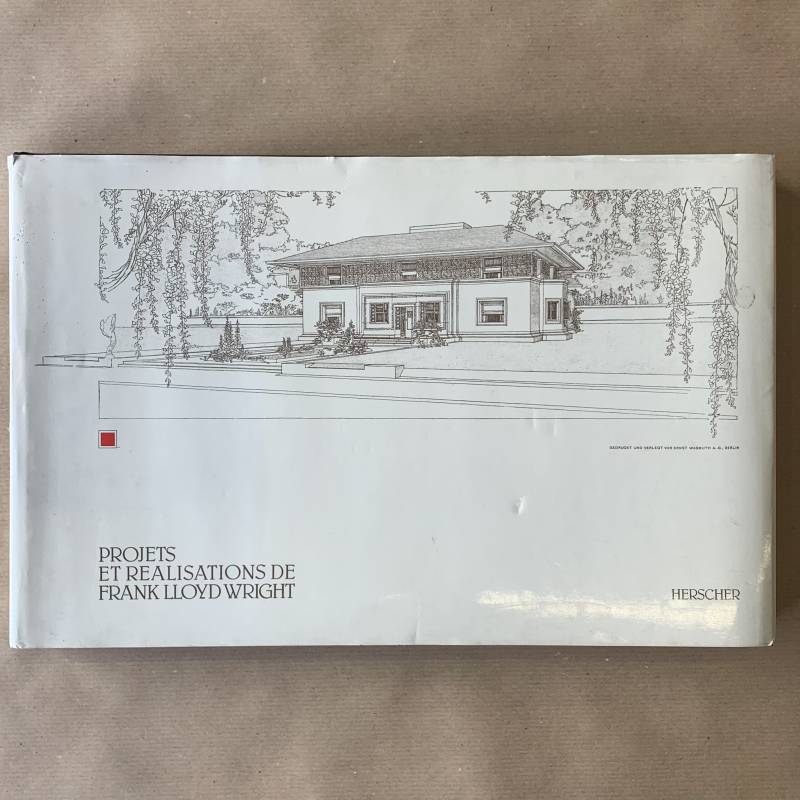 GEDRUCKT UND VERLEGT VON ERNST WASMUTH A.-G., BERLIN
PROJETS
ET REALISATIONS DE
FRANK LLOYD WRIGHT
HERSCHER